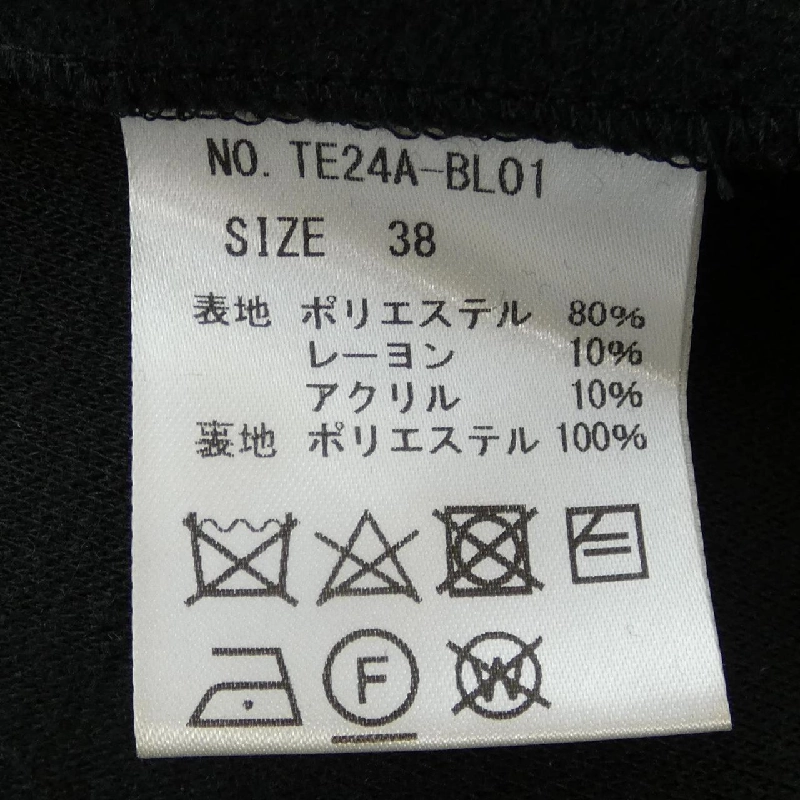 NO. TE24A-BL01
SIZE 38
表地 ポリエステル 80%
レーヨン 10%
アクリル 10%
裏地 ポリエステル 100%
F W